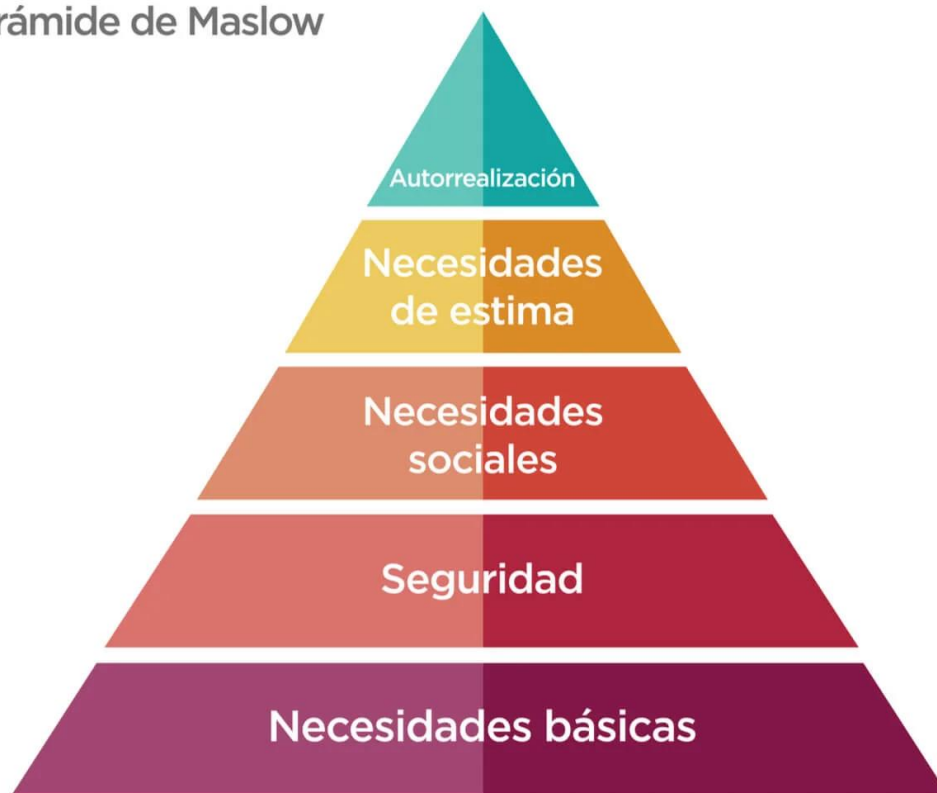 rámide de Maslow
Autorrealización
Necesidades
de estima
Necesidades
sociales
Seguridad
Necesidades básicas